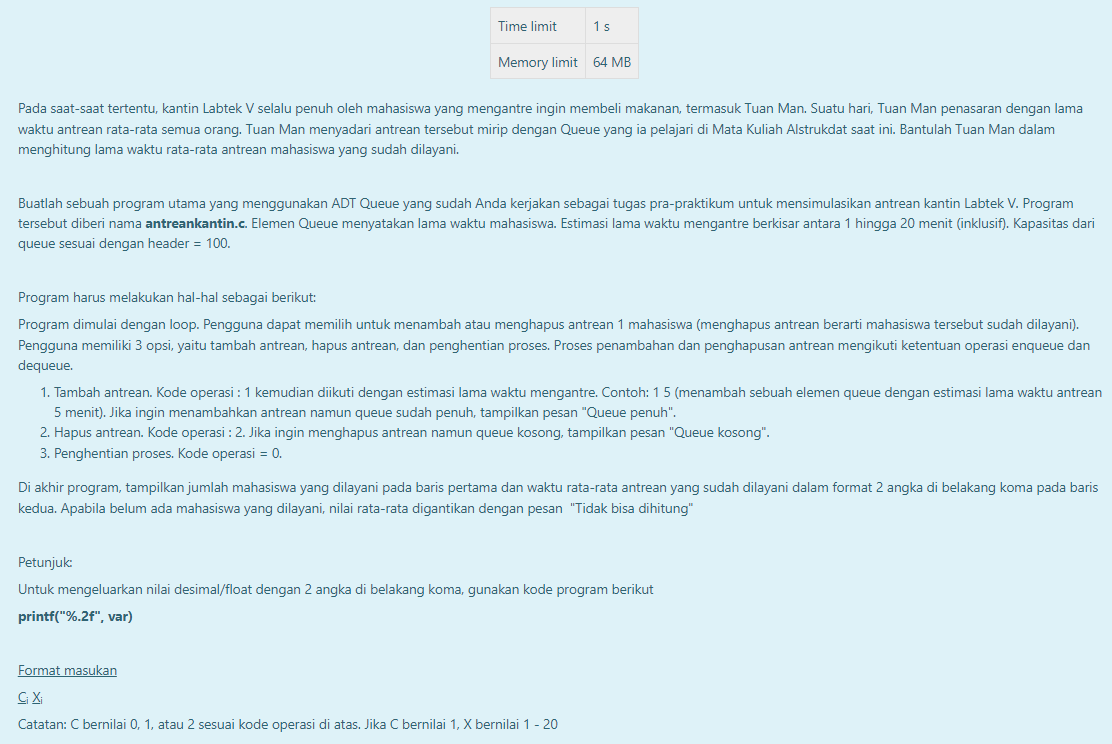 Time limit 1 s
Memory limit 64 MB
Pada saat-saat tertentu, kantin Labtek V selalu penuh oleh mahasiswa yang mengantre ingin membeli makanan, termasuk Tuan Man. Suatu hari, Tuan Man penasaran dengan lama
waktu antrean rata-rata semua orang. Tuan Man menyadari antrean tersebut mirip dengan Queue yang ia pelajari di Mata Kuliah Alstrukdat saat ini. Bantulah Tuan Man dalam
menghitung lama waktu rata-rata antrean mahasiswa yang sudah dilayani.
Buatlah sebuah program utama yang menggunakan ADT Queue yang sudah Anda kerjakan sebagai tugas pra-praktikum untuk mensimulasikan antrean kantin Labtek V. Program
tersebut diberi nama antreankantin.c. Elemen Queue menyatakan lama waktu mahasiswa. Estimasi lama waktu mengantre berkisar antara 1 hingga 20 menit (inklusif). Kapasitas dari
queue sesuai dengan header = 100.
Program harus melakukan hal-hal sebagai berikut:
Program dimulai dengan loop. Pengguna dapat memilih untuk menambah atau menghapus antrean 1 mahasiswa (menghapus antrean berarti mahasiswa tersebut sudah dilayani).
Pengguna memiliki 3 opsi, yaitu tambah antrean, hapus antrean, dan penghentian proses. Proses penambahan dan penghapusan antrean mengikuti ketentuan operasi enqueue dan
dequeue.
1. Tambah antrean. Kode operasi : 1 kemudian diikuti dengan estimasi lama waktu mengantre. Contoh: 1 5 (menambah sebuah elemen queue dengan estimasi lama waktu antrean
5 menit). Jika ingin menambahkan antrean namun queue sudah penuh, tampilkan pesan "Queue penuh".
2. Hapus antrean. Kode operasi : 2. Jika ingin menghapus antrean namun queue kosong, tampilkan pesan "Queue kosong".
3. Penghentian proses. Kode operasi = 0.
Di akhir program, tampilkan jumlah mahasiswa yang dilayani pada baris pertama dan waktu rata-rata antrean yang sudah dilayani dalam format 2 angka di belakang koma pada baris
kedua. Apabila belum ada mahasiswa yang dilayani, nilai rata-rata digantikan dengan pesan "Tidak bisa dihitung"
Petunjuk:
Untuk mengeluarkan nilai desimal/float dengan 2 angka di belakang koma, gunakan kode program berikut
printf("%.2f", var)
Format masukan
Cᵢ Xᵢ
Catatan: C bernilai 0, 1, atau 2 sesuai kode operasi di atas. Jika C bernilai 1, X bernilai 1 - 20